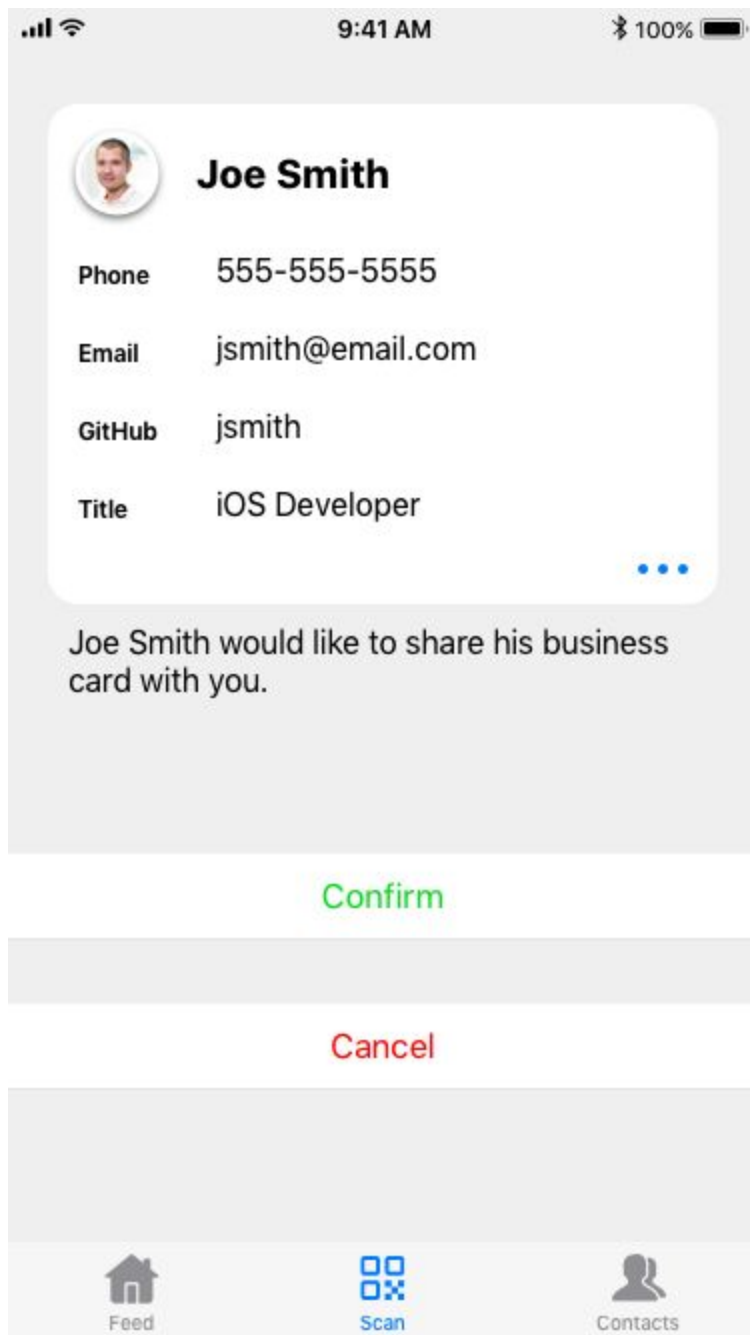 9:41 AM 100%
Joe Smith
Phone 555-555-5555
Email jsmith@email.com
GitHub jsmith
Title iOS Developer
Joe Smith would like to share his business
card with you.
Confirm
Cancel
Feed Scan Contacts